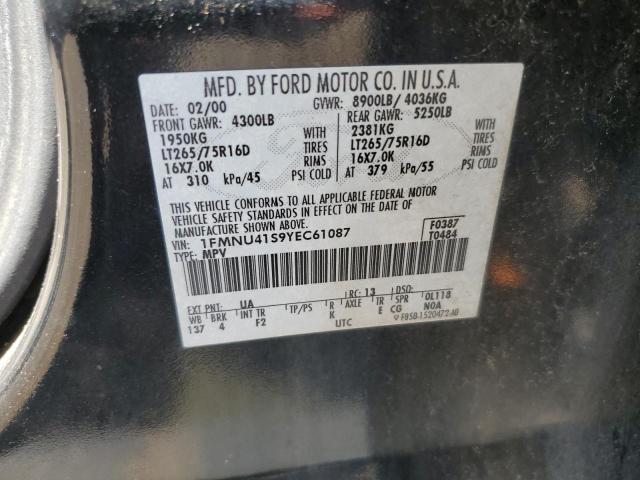 MFD. BY FORD MOTOR CO. IN U.S.A.
DATE: 02/00 GVWR: 8900LB/ 4036KG
FRONT GAWR: 4300LB REAR GAWR: 5250LB
1950KG WITH 2381KG WITH
LT265/75R16D TIRES LT265/75R16D TIRES
16X7.0K RIMS 16X7.0K RIMS
AT 310 kPa/45 PSI COLD AT 379 kPa/55 PSI COLD
THIS VEHICLE CONFORMS TO ALL APPLICABLE FEDERAL MOTOR
VEHICLE SAFETY STANDARDS IN EFFECT ON THE DATE OF
MANUFACTURE SHOWN ABOVE.
VIN: 1FMNU41S9YEC61087 F0387
TYPE: MPV T0484
EXT PNT: UA RC: 13 DSO:
WB BRK INT TR TP/PS R AXLE TR SPR OL118
137 4 F2 K E CG NOA
UTC F85B-1520472-AB